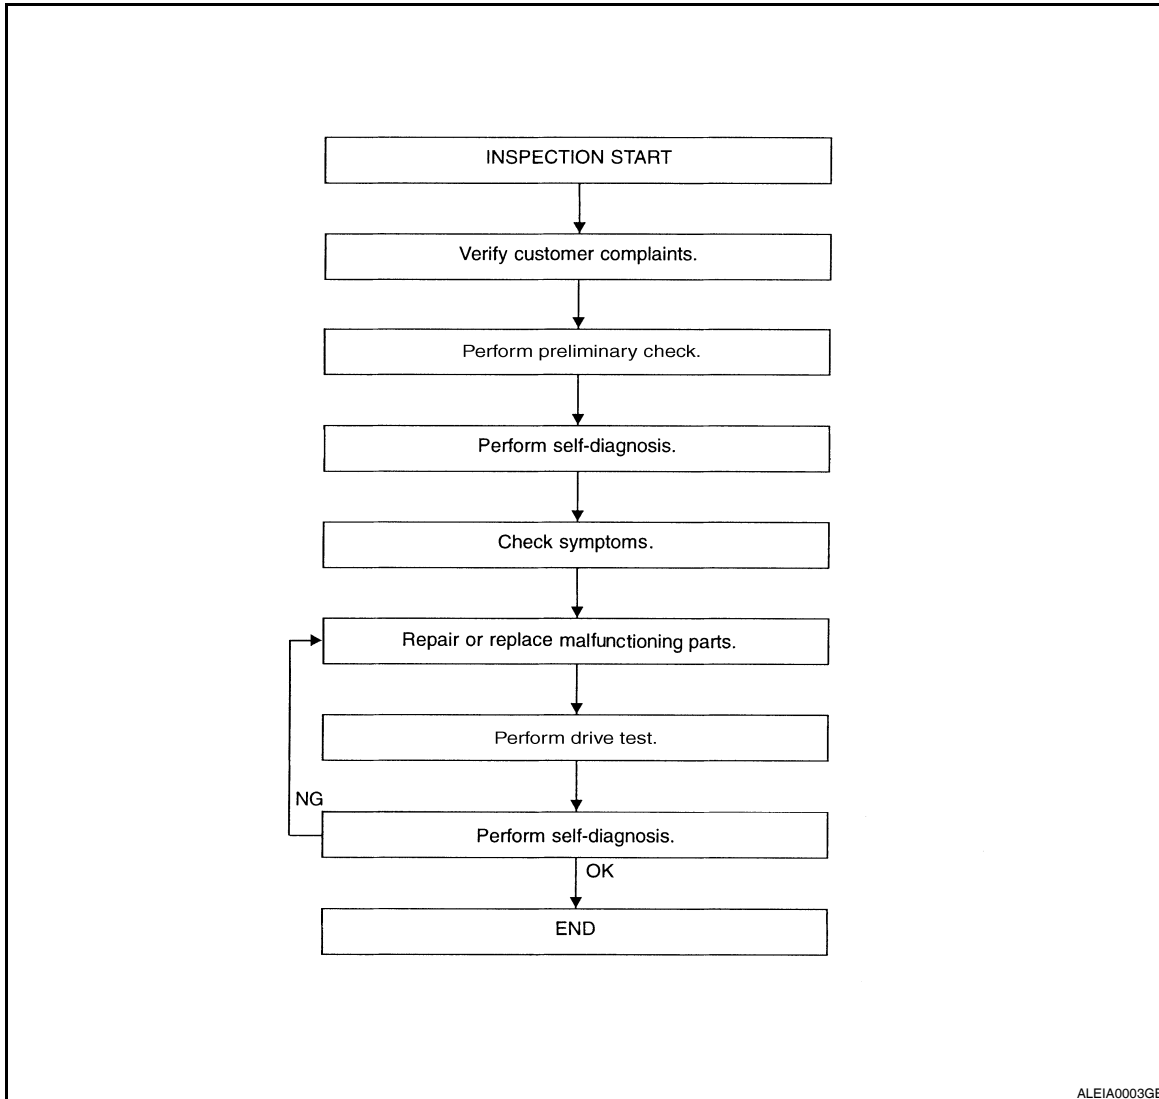 INSPECTION START
Verify customer complaints.
Perform preliminary check.
Perform self-diagnosis.
Check symptoms.
Repair or replace malfunctioning parts.
Perform drive test.
NG
Perform self-diagnosis.
OK
END